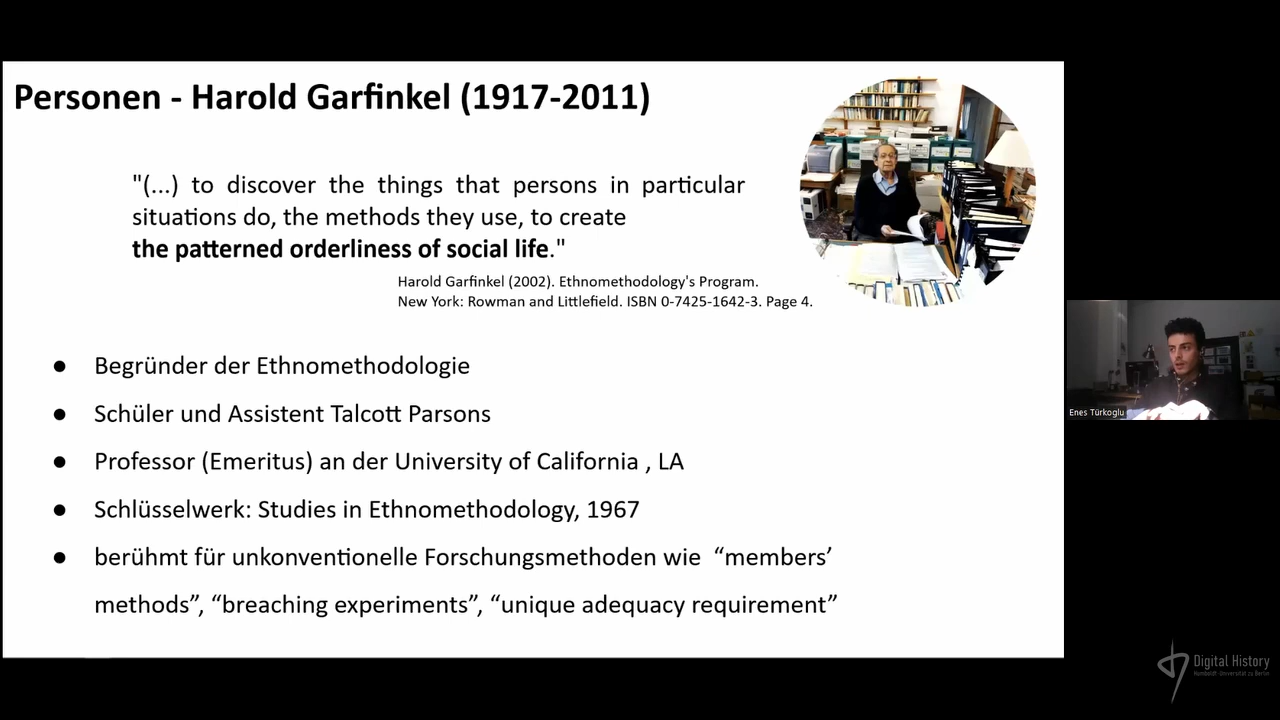 Personen - Harold Garfinkel (1917-2011)
"(...) to discover the things that persons in particular
situations do, the methods they use, to create
the patterned orderliness of social life."
Harold Garfinkel (2002). Ethnomethodology's Program.
New York: Rowman and Littlefield. ISBN 0-7425-1642-3. Page 4.
● Begründer der Ethnomethodologie
● Schüler und Assistent Talcott Parsons
● Professor (Emeritus) an der University of California , LA
● Schlüsselwerk: Studies in Ethnomethodology, 1967
● berühmt für unkonventionelle Forschungsmethoden wie “members’
methods”, “breaching experiments”, “unique adequacy requirement”
Enes Türkoglu
Digital History
Humboldt-Universität zu Berlin